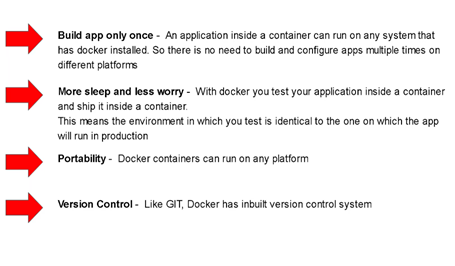 Build app only once - An application inside a container can run on any system that
has docker installed. So there is no need to build and configure apps multiple times on
different platforms
More sleep and less worry - With docker you test your application inside a container
and ship it inside a container.
This means the environment in which you test is identical to the one on which the app
will run in production
Portability - Docker containers can run on any platform
Version Control - Like GIT, Docker has inbuilt version control system